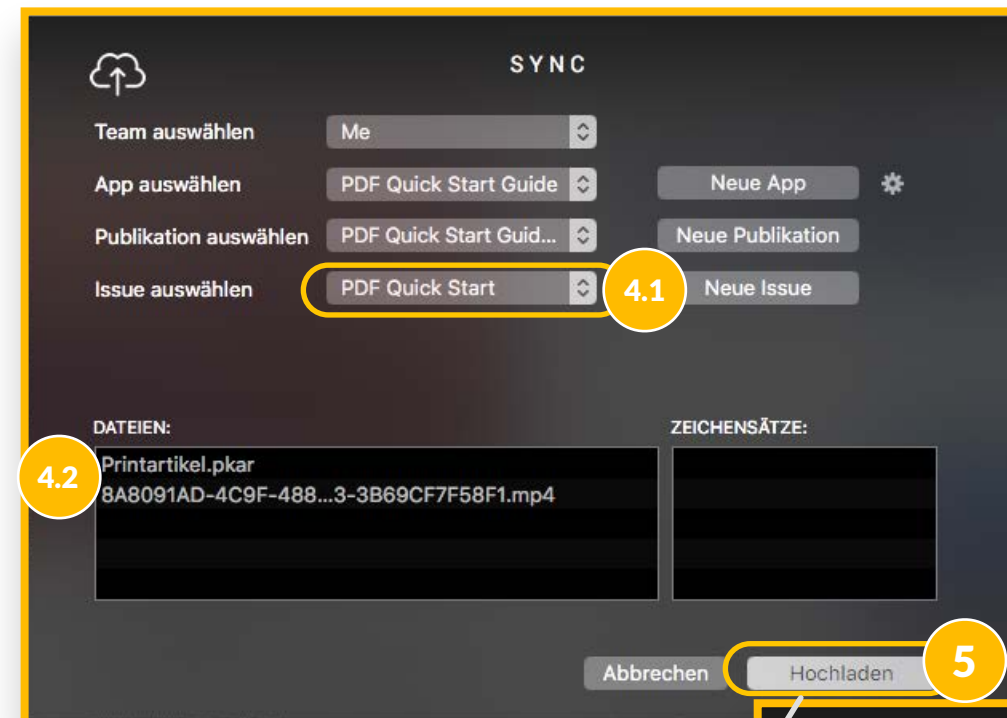 SYNC
Team auswählen Me
App auswählen PDF Quick Start Guide Neue App
Publikation auswählen PDF Quick Start Guid... Neue Publikation
Issue auswählen PDF Quick Start 4.1 Neue Issue
DATEIEN: ZEICHENSÄTZE:
4.2 Printartikel.pkar
8A8091AD-4C9F-488...3-3B69CF7F58F1.mp4
Abbrechen Hochladen 5